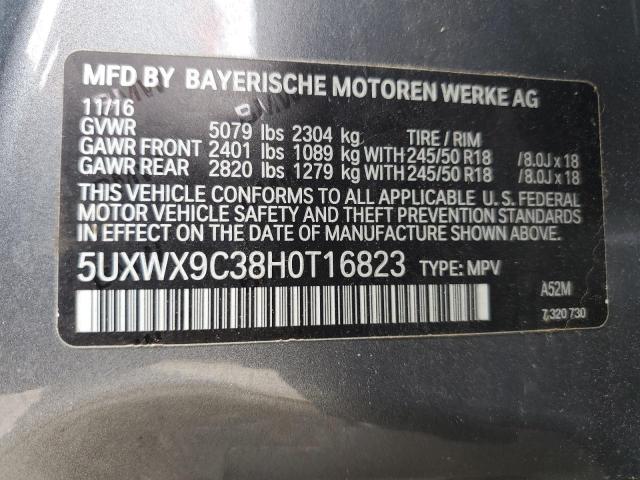 MFD BY BAYERISCHE MOTOREN WERKE AG
11/16
GVWR 5079 lbs 2304 kg TIRE / RIM
GAWR FRONT 2401 lbs 1089 kg WITH 245/50 R18 /8.0J x 18
GAWR REAR 2820 lbs 1279 kg WITH 245/50 R18 /8.0J x 18
THIS VEHICLE CONFORMS TO ALL APPLICABLE U. S. FEDERAL
MOTOR VEHICLE SAFETY AND THEFT PREVENTION STANDARDS
IN EFFECT ON THE DATE OF MANUFACTURE SHOWN ABOVE.
5UXWX9C38H0T16823 TYPE: MPV
A52M
7 320 730